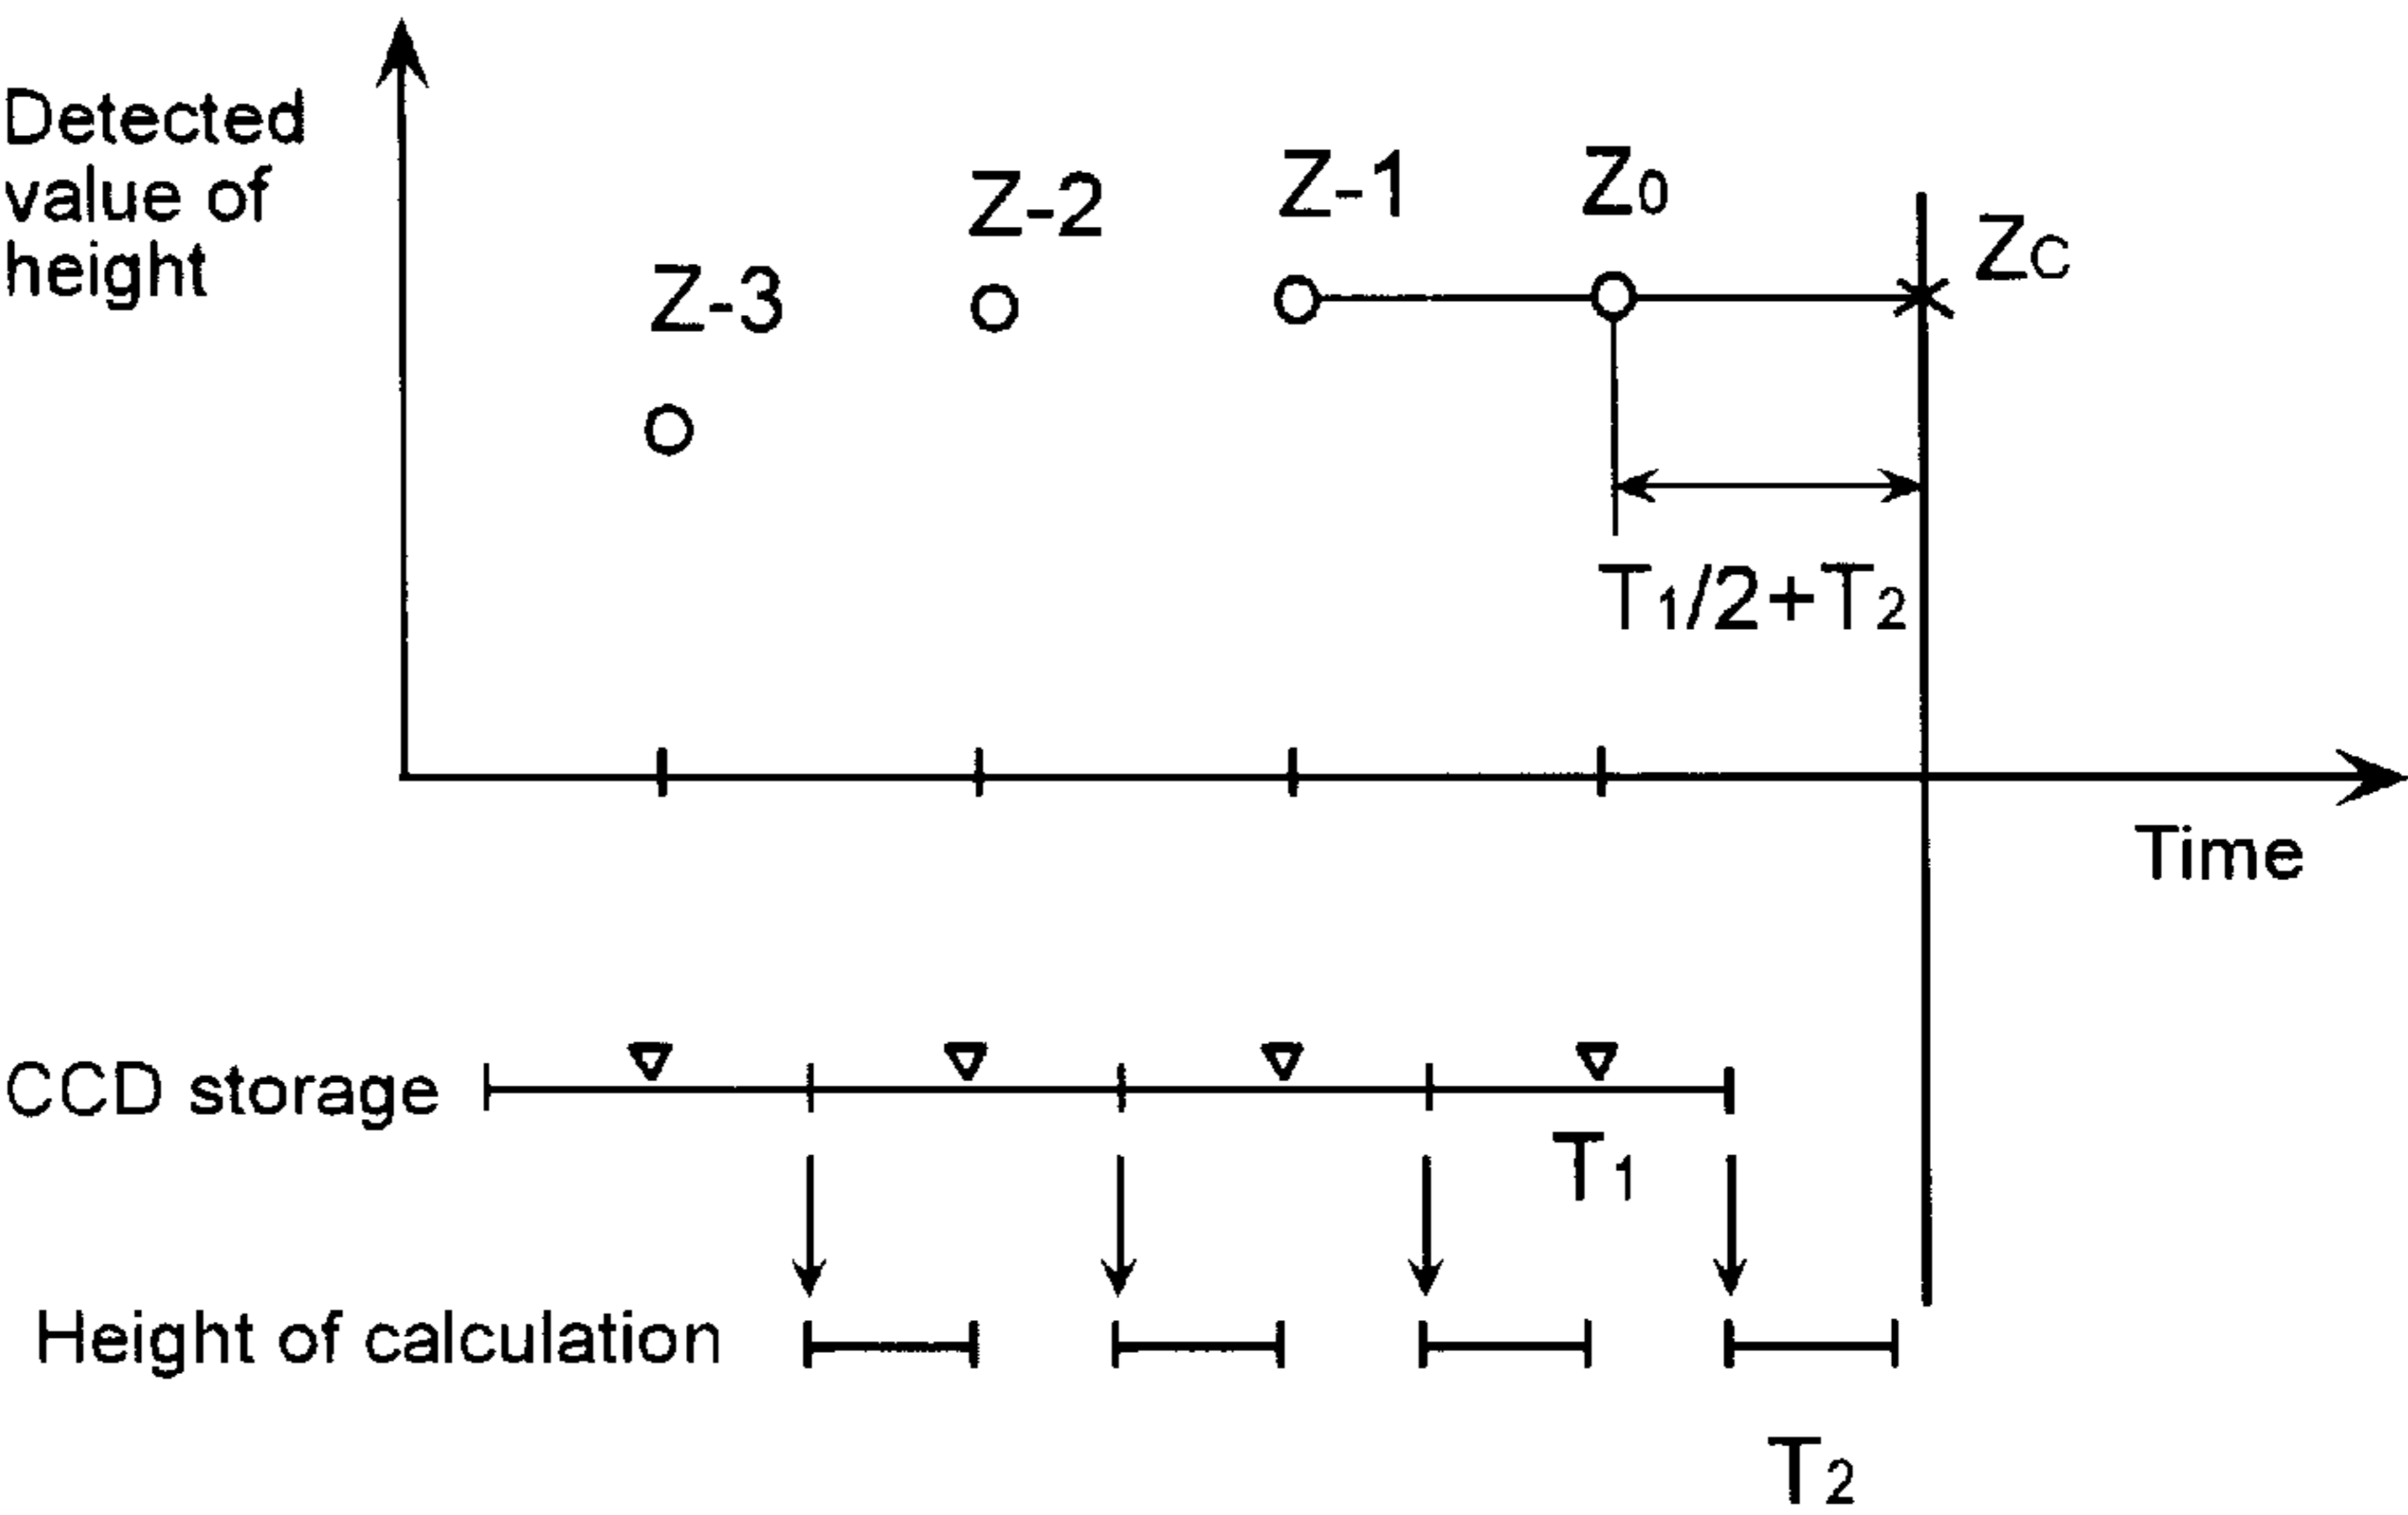 Detected
value of
height
Z-3
Z-2
Z-1
Z0
ZC
T1/2+T2
Time
CCD storage
T1
Height of calculation
T2